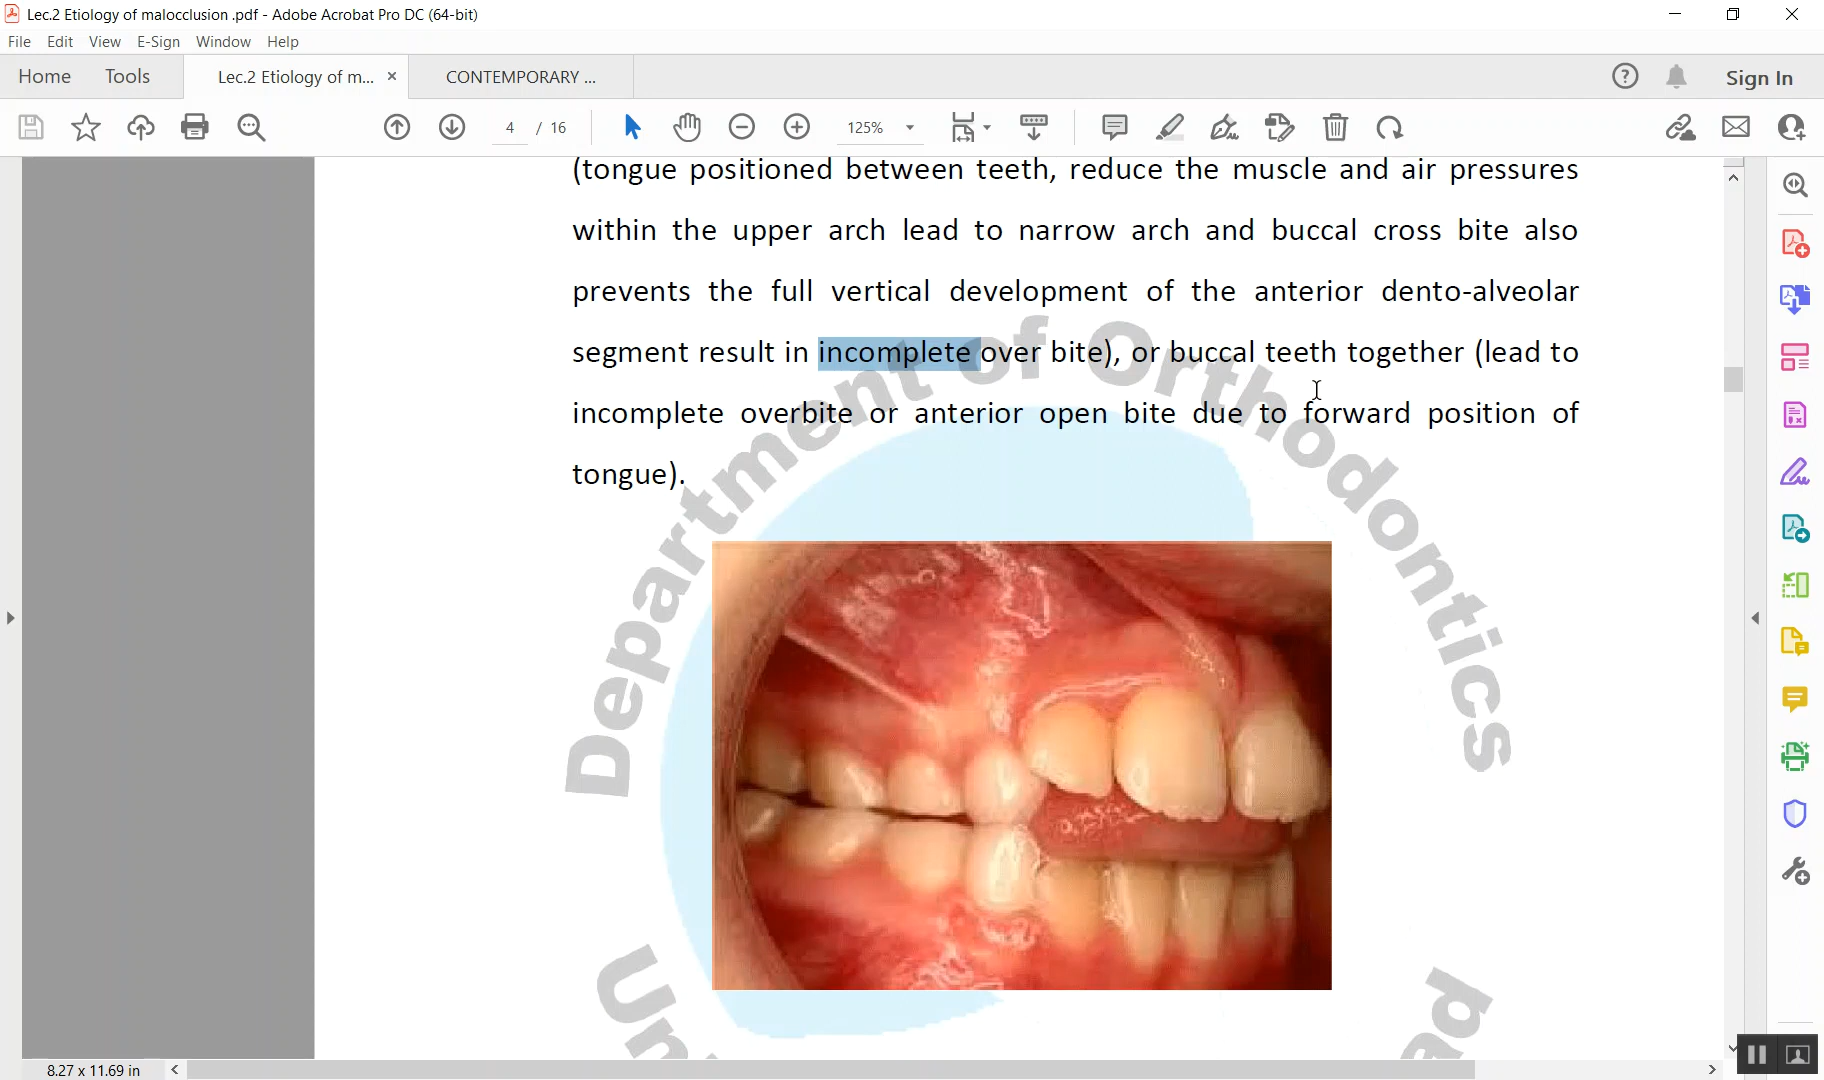 Lec.2 Etiology of malocclusion .pdf - Adobe Acrobat Pro DC (64-bit)
File Edit View E-Sign Window Help
Home Tools Lec.2 Etiology of m... × CONTEMPORARY ... Sign In
4 / 16 125%
(tongue positioned between teeth, reduce the muscle and air pressures
within the upper arch lead to narrow arch and buccal cross bite also
prevents the full vertical development of the anterior dento-alveolar
segment result in incomplete over bite), or buccal teeth together (lead to
incomplete overbite or anterior open bite due to forward position of
tongue).
Department of Orthodontics
8.27 x 11.69 in